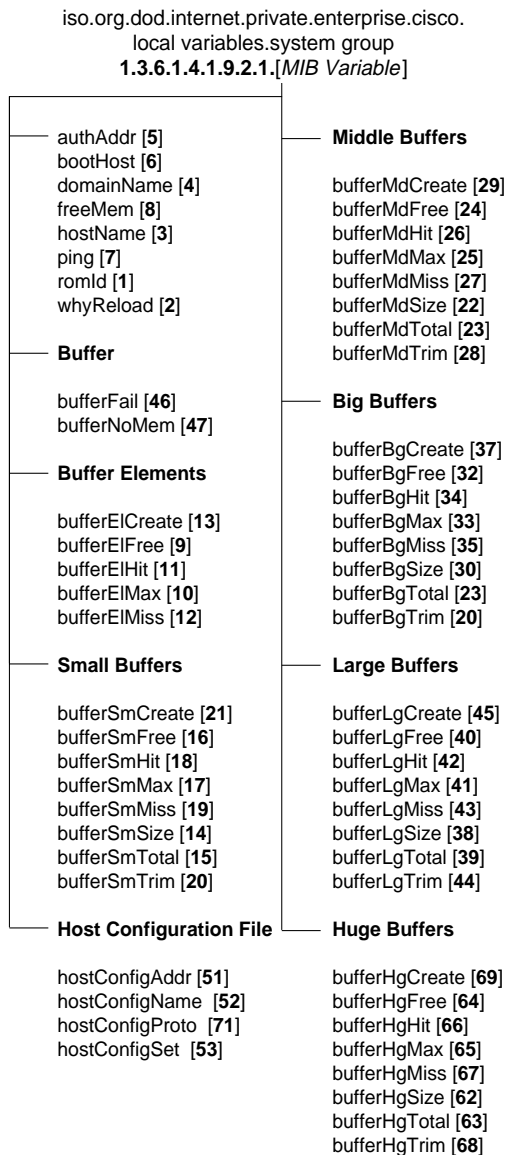 iso.org.dod.internet.private.enterprise.cisco.
local variables.system group
1.3.6.1.4.1.9.2.1.[MIB Variable]
authAddr [5]
bootHost [6]
domainName [4]
freeMem [8]
hostName [3]
ping [7]
romId [1]
whyReload [2]
Buffer
bufferFail [46]
bufferNoMem [47]
Buffer Elements
bufferElCreate [13]
bufferElFree [9]
bufferElHit [11]
bufferElMax [10]
bufferElMiss [12]
Small Buffers
bufferSmCreate [21]
bufferSmFree [16]
bufferSmHit [18]
bufferSmMax [17]
bufferSmMiss [19]
bufferSmSize [14]
bufferSmTotal [15]
bufferSmTrim [20]
Host Configuration File
hostConfigAddr [51]
hostConfigName [52]
hostConfigProto [71]
hostConfigSet [53]
Middle Buffers
bufferMdCreate [29]
bufferMdFree [24]
bufferMdHit [26]
bufferMdMax [25]
bufferMdMiss [27]
bufferMdSize [22]
bufferMdTotal [23]
bufferMdTrim [28]
Big Buffers
bufferBgCreate [37]
bufferBgFree [32]
bufferBgHit [34]
bufferBgMax [33]
bufferBgMiss [35]
bufferBgSize [30]
bufferBgTotal [23]
bufferBgTrim [20]
Large Buffers
bufferLgCreate [45]
bufferLgFree [40]
bufferLgHit [42]
bufferLgMax [41]
bufferLgMiss [43]
bufferLgSize [38]
bufferLgTotal [39]
bufferLgTrim [44]
Huge Buffers
bufferHgCreate [69]
bufferHgFree [64]
bufferHgHit [66]
bufferHgMax [65]
bufferHgMiss [67]
bufferHgSize [62]
bufferHgTotal [63]
bufferHgTrim [68]